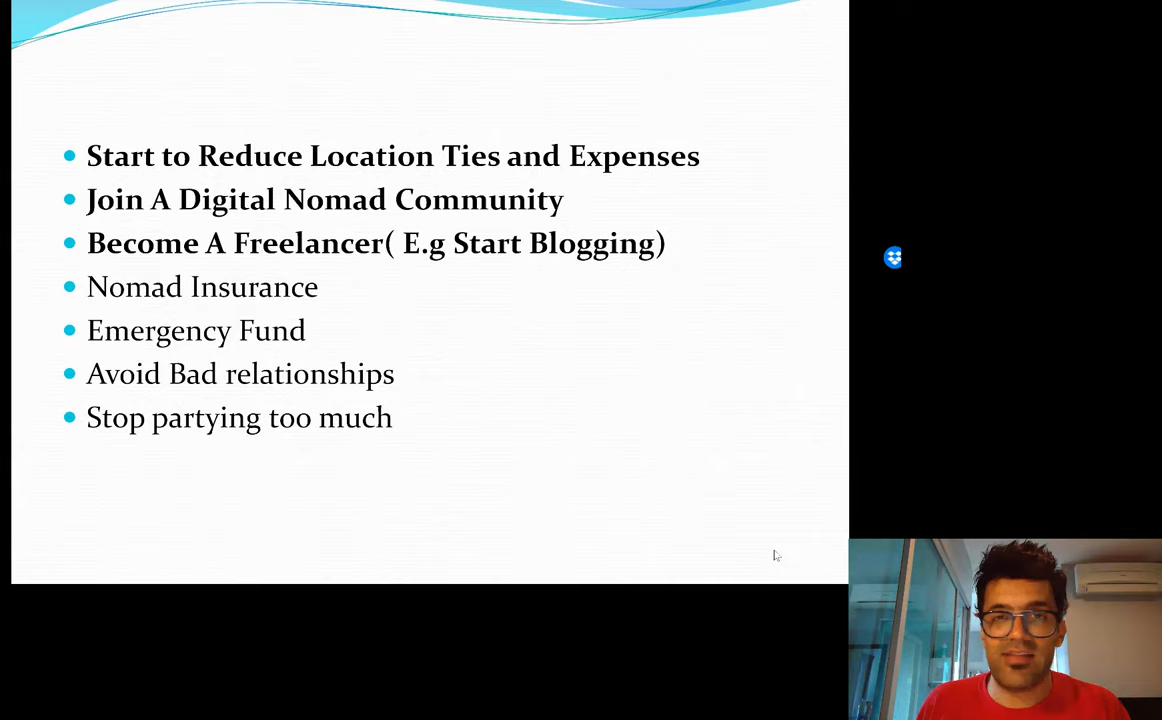 Start to Reduce Location Ties and Expenses
Join A Digital Nomad Community
Become A Freelancer( E.g Start Blogging)
Nomad Insurance
Emergency Fund
Avoid Bad relationships
Stop partying too much